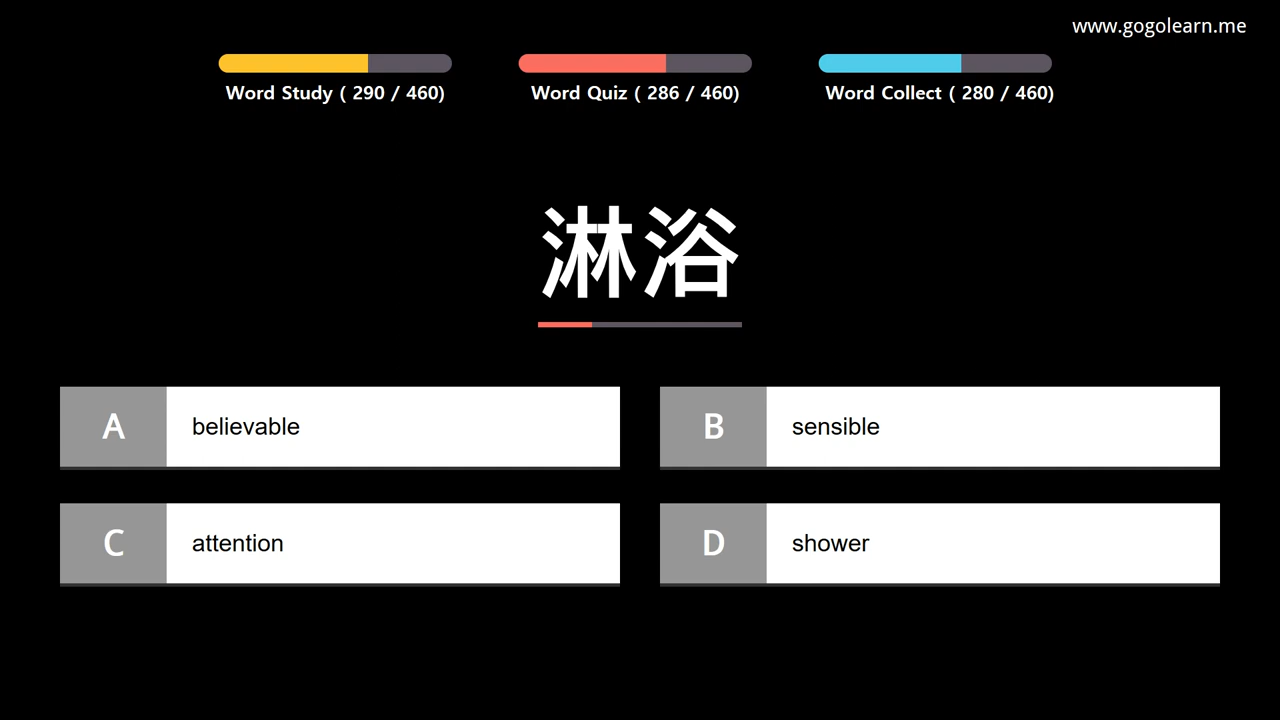 www.gogolearn.me
Word Study ( 290 / 460)
Word Quiz ( 286 / 460)
Word Collect ( 280 / 460)
淋浴
A believable
B sensible
C attention
D shower